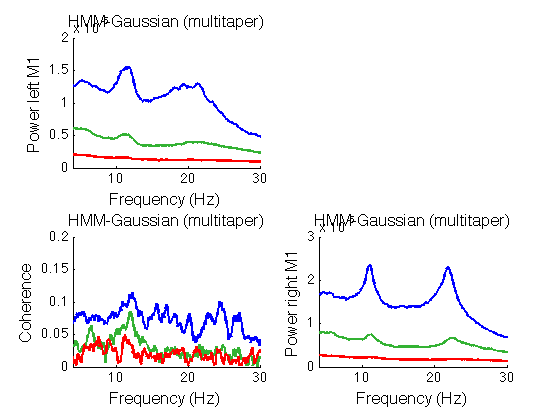 HMM-Gaussian (multitaper)
2
1.5
1
0.5
0
Power left M1
10 20 30
Frequency (Hz)
HMM-Gaussian (multitaper)
0.2
0.15
0.1
0.05
0
Coherence
10 20 30
Frequency (Hz)
HMM-Gaussian (multitaper)
3
2
1
0
Power right M1
10 20 30
Frequency (Hz)